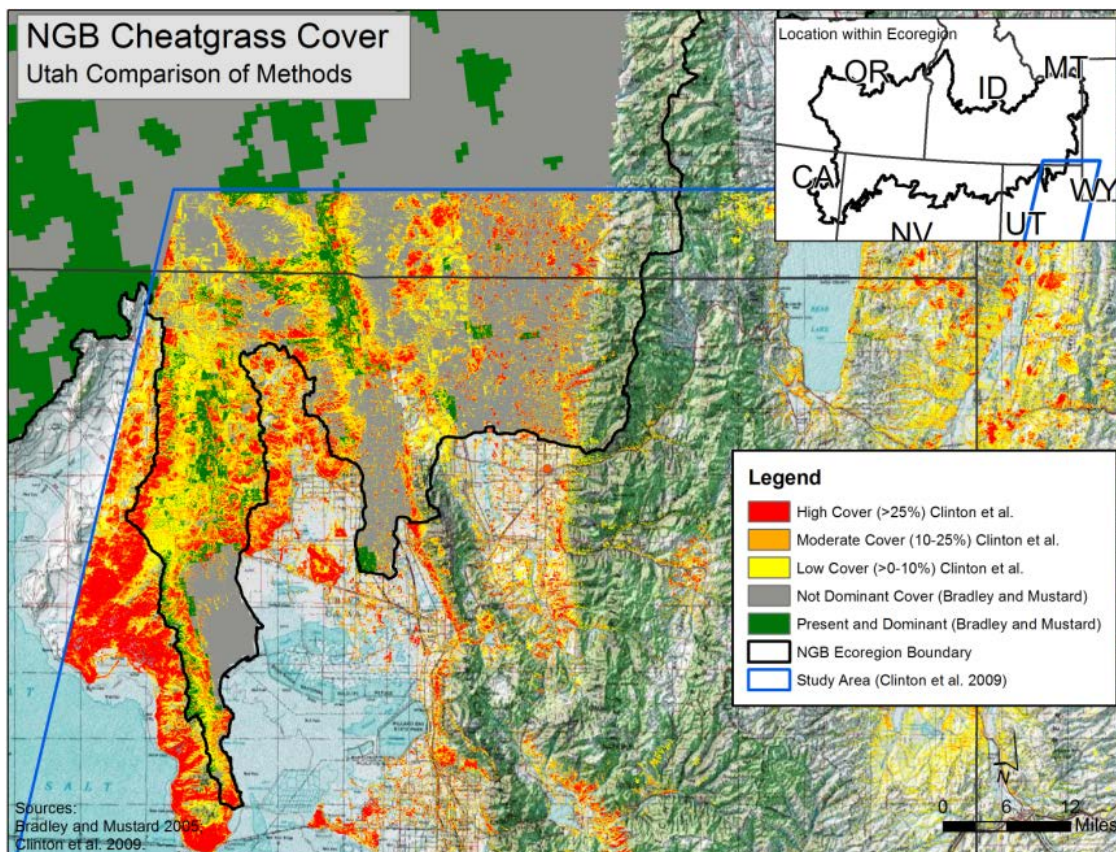 NGB Cheatgrass Cover
Utah Comparison of Methods
Location within Ecoregion
OR
ID
MT
CA
WY
UT
NV
BEAR
LAKE
Legend
High Cover (>25%) Clinton et al.
Moderate Cover (10-25%) Clinton et al.
Low Cover (>0-10%) Clinton et al.
Not Dominant Cover (Bradley and Mustard)
Present and Dominant (Bradley and Mustard)
NGB Ecoregion Boundary
Study Area (Clinton et al. 2009)
SALT
N
Sources:
Bradley and Mustard 2005,
Clinton et al. 2009.
0 6 12
Miles